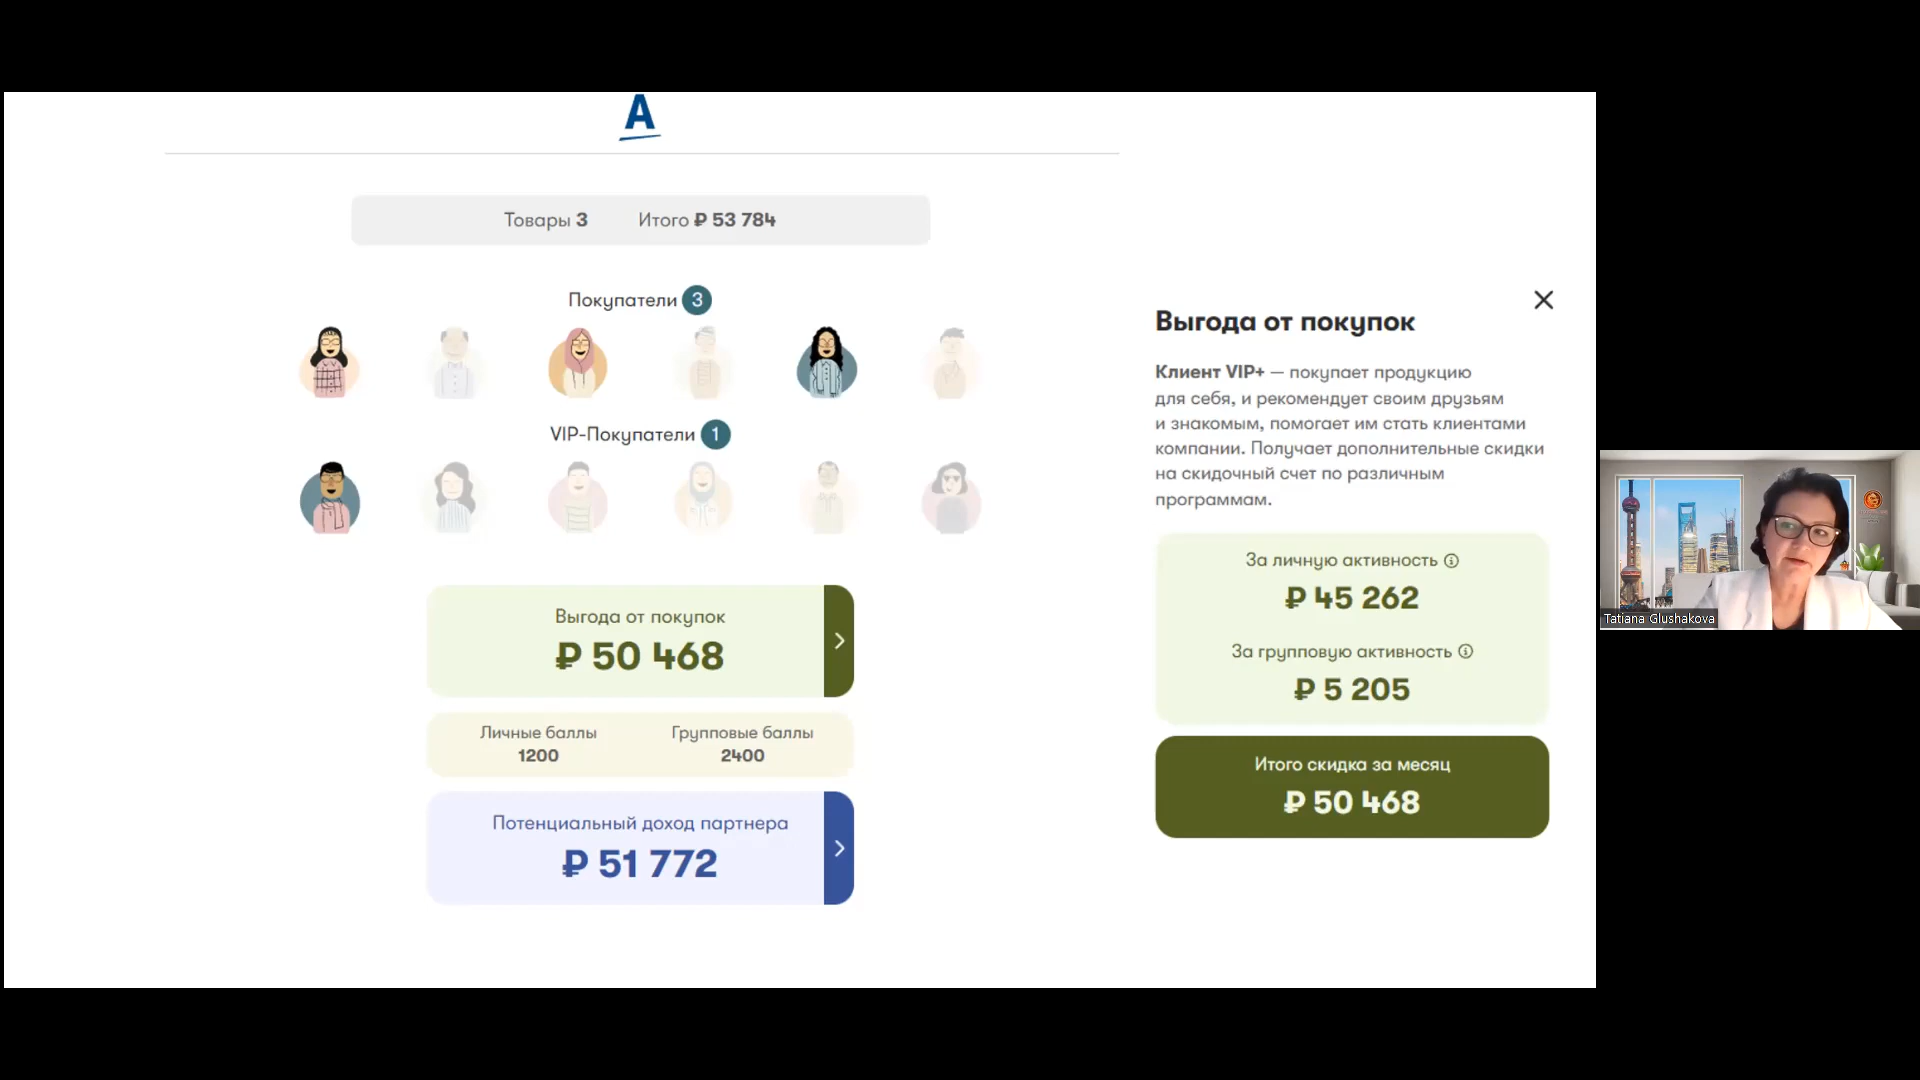 A
Товары 3 Итого ₽ 53 784
Покупатели 3
VIP-Покупатели 1
Выгода от покупок
₽ 50 468
Личные баллы Групповые баллы
1200 2400
Потенциальный доход партнера
₽ 51 772
Выгода от покупок
Клиент VIP+ — покупает продукцию
для себя, и рекомендует своим друзьям
и знакомым, помогает им стать клиентами
компании. Получает дополнительные скидки
на скидочный счет по различным
программам.
За личную активность
₽ 45 262
За групповую активность
₽ 5 205
Итого скидка за месяц
₽ 50 468
Tatiana Glushakova